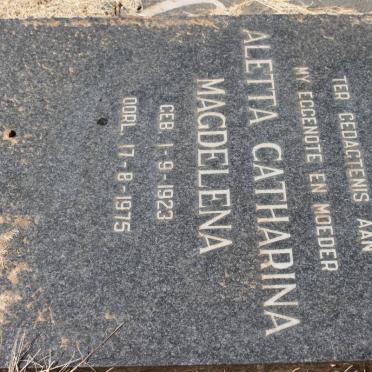 TER GEDAGTENIS AAN
MY EGGENOTE EN MOEDER
ALETTA CATHARINA
MAGDELENA
GEB 1-9-1923
OORL 17-8-1975